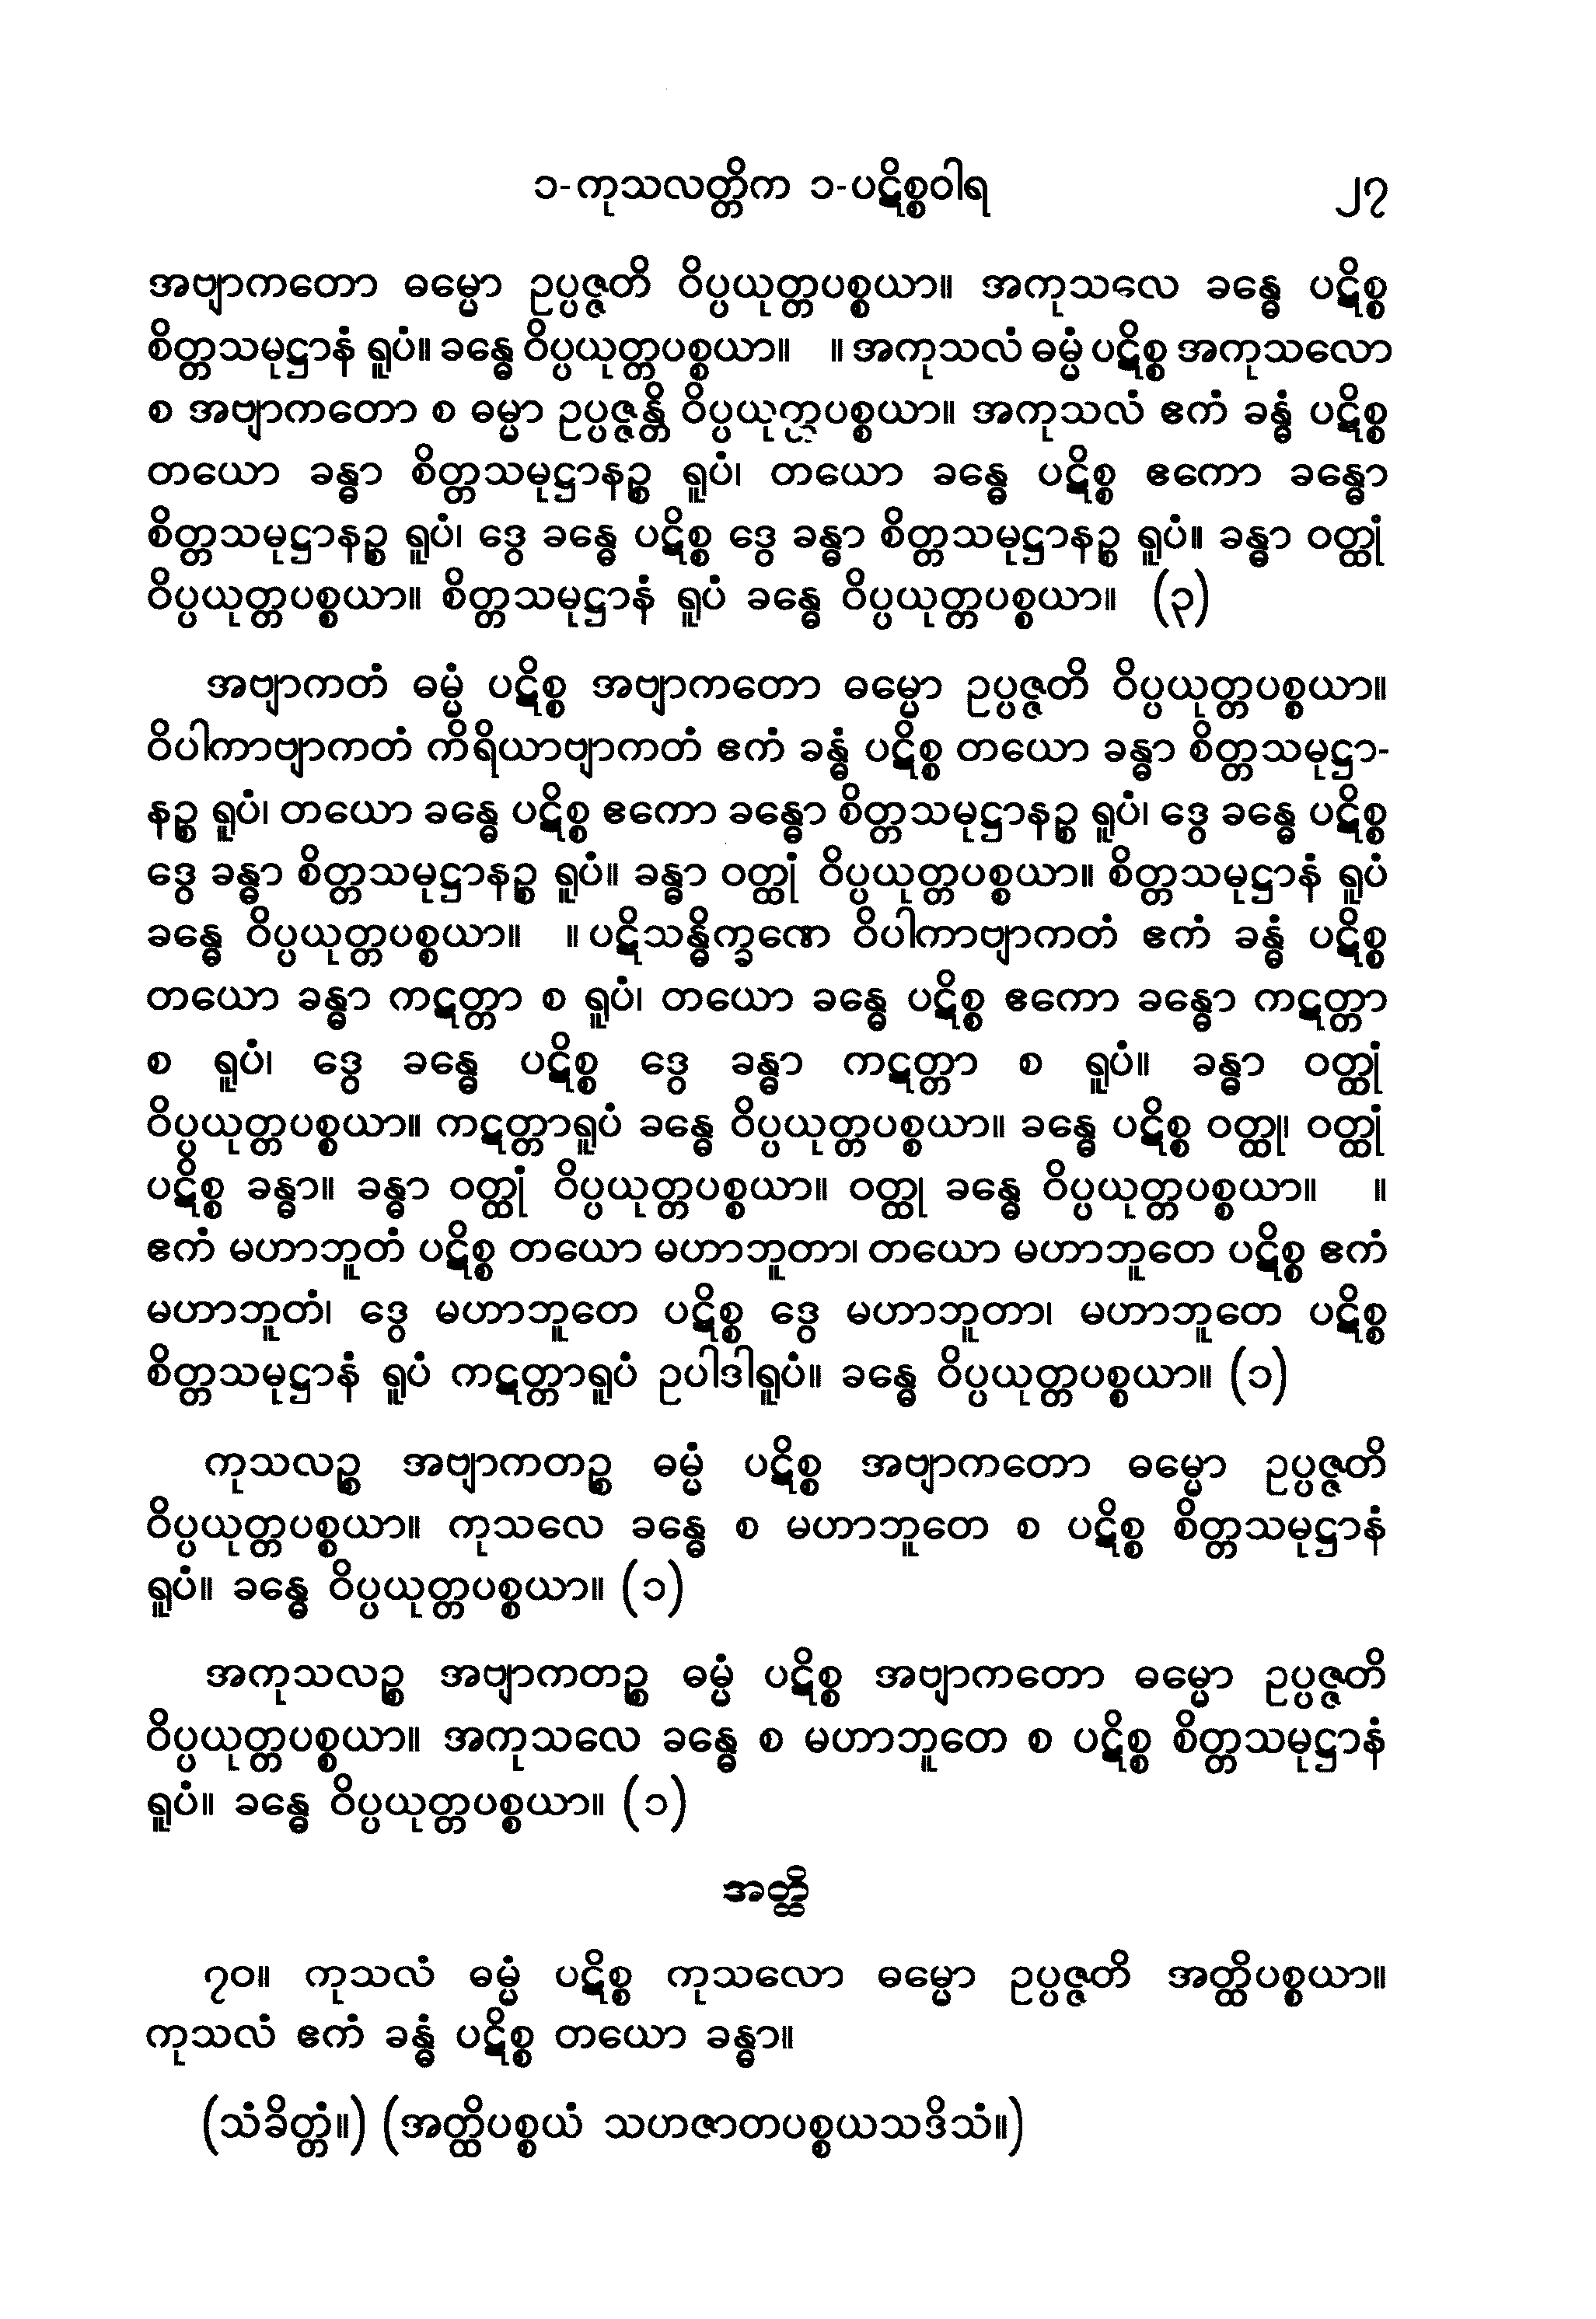 ၁-ကုသလတ္တိက ၁-ပဋိစ္စဝါရ ၂၇
အဗျာကတော ဓမ္မော ဥပ္ပဇ္ဇတိ ဝိပ္ပယုတ္တပစ္စယာ။ အကုသလေ ခန္ဓေ ပဋိစ္စ
စိတ္တသမုဋ္ဌာနံ ရူပံ။ ခန္ဓေ ဝိပ္ပယုတ္တပစ္စယာ။ ။ အကုသလံ ဓမ္မံ ပဋိစ္စ အကုသလော
စ အဗျာကတော စ ဓမ္မာ ဥပ္ပဇ္ဇန္တိ ဝိပ္ပယုတ္တပစ္စယာ။ အကုသလံ ဧကံ ခန္ဓံ ပဋိစ္စ
တယော ခန္ဓာ စိတ္တသမုဋ္ဌာနဉ္စ ရူပံ၊ တယော ခန္ဓေ ပဋိစ္စ ဧကော ခန္ဓော
စိတ္တသမုဋ္ဌာနဉ္စ ရူပံ၊ ဒွေ ခန္ဓေ ပဋိစ္စ ဒွေ ခန္ဓာ စိတ္တသမုဋ္ဌာနဉ္စ ရူပံ။ ခန္ဓာ ဝတ္ထုံ
ဝိပ္ပယုတ္တပစ္စယာ။ စိတ္တသမုဋ္ဌာနံ ရူပံ ခန္ဓေ ဝိပ္ပယုတ္တပစ္စယာ။ (၃)
အဗျာကတံ ဓမ္မံ ပဋိစ္စ အဗျာကတော ဓမ္မော ဥပ္ပဇ္ဇတိ ဝိပ္ပယုတ္တပစ္စယာ။
ဝိပါကာဗျာကတံ ကိရိယာဗျာကတံ ဧကံ ခန္ဓံ ပဋိစ္စ တယော ခန္ဓာ စိတ္တသမုဋ္ဌာ-
နဉ္စ ရူပံ၊ တယော ခန္ဓေ ပဋိစ္စ ဧကော ခန္ဓော စိတ္တသမုဋ္ဌာနဉ္စ ရူပံ၊ ဒွေ ခန္ဓေ ပဋိစ္စ
ဒွေ ခန္ဓာ စိတ္တသမုဋ္ဌာနဉ္စ ရူပံ။ ခန္ဓာ ဝတ္ထုံ ဝိပ္ပယုတ္တပစ္စယာ။ စိတ္တသမုဋ္ဌာနံ ရူပံ
ခန္ဓေ ဝိပ္ပယုတ္တပစ္စယာ။ ။ ပဋိသန္ဓိက္ခဏေ ဝိပါကာဗျာကတံ ဧကံ ခန္ဓံ ပဋိစ္စ
တယော ခန္ဓာ ကဋတ္တာ စ ရူပံ၊ တယော ခန္ဓေ ပဋိစ္စ ဧကော ခန္ဓော ကဋတ္တာ
စ ရူပံ၊ ဒွေ ခန္ဓေ ပဋိစ္စ ဒွေ ခန္ဓာ ကဋတ္တာ စ ရူပံ။ ခန္ဓာ ဝတ္ထုံ
ဝိပ္ပယုတ္တပစ္စယာ။ ကဋတ္တာရူပံ ခန္ဓေ ဝိပ္ပယုတ္တပစ္စယာ။ ခန္ဓေ ပဋိစ္စ ဝတ္ထု၊ ဝတ္ထုံ
ပဋိစ္စ ခန္ဓာ။ ခန္ဓာ ဝတ္ထုံ ဝိပ္ပယုတ္တပစ္စယာ။ ဝတ္ထု ခန္ဓေ ဝိပ္ပယုတ္တပစ္စယာ။ ။
ဧကံ မဟာဘူတံ ပဋိစ္စ တယော မဟာဘူတာ၊ တယော မဟာဘူတေ ပဋိစ္စ ဧကံ
မဟာဘူတံ၊ ဒွေ မဟာဘူတေ ပဋိစ္စ ဒွေ မဟာဘူတာ၊ မဟာဘူတေ ပဋိစ္စ
စိတ္တသမုဋ္ဌာနံ ရူပံ ကဋတ္တာရူပံ ဥပါဒါရူပံ။ ခန္ဓေ ဝိပ္ပယုတ္တပစ္စယာ။ (၁)
ကုသလဉ္စ အဗျာကတဉ္စ ဓမ္မံ ပဋိစ္စ အဗျာကတော ဓမ္မော ဥပ္ပဇ္ဇတိ
ဝိပ္ပယုတ္တပစ္စယာ။ ကုသလေ ခန္ဓေ စ မဟာဘူတေ စ ပဋိစ္စ စိတ္တသမုဋ္ဌာနံ
ရူပံ။ ခန္ဓေ ဝိပ္ပယုတ္တပစ္စယာ။ (၁)
အကုသလဉ္စ အဗျာကတဉ္စ ဓမ္မံ ပဋိစ္စ အဗျာကတော ဓမ္မော ဥပ္ပဇ္ဇတိ
ဝိပ္ပယုတ္တပစ္စယာ။ အကုသလေ ခန္ဓေ စ မဟာဘူတေ စ ပဋိစ္စ စိတ္တသမုဋ္ဌာနံ
ရူပံ။ ခန္ဓေ ဝိပ္ပယုတ္တပစ္စယာ။ (၁)
အတ္ထိ
၇၀။ ကုသလံ ဓမ္မံ ပဋိစ္စ ကုသလော ဓမ္မော ဥပ္ပဇ္ဇတိ အတ္ထိပစ္စယာ။
ကုသလံ ဧကံ ခန္ဓံ ပဋိစ္စ တယော ခန္ဓာ။
(သံခိတ္တံ။) (အတ္ထိပစ္စယံ သဟဇာတပစ္စယသဒိသံ။)